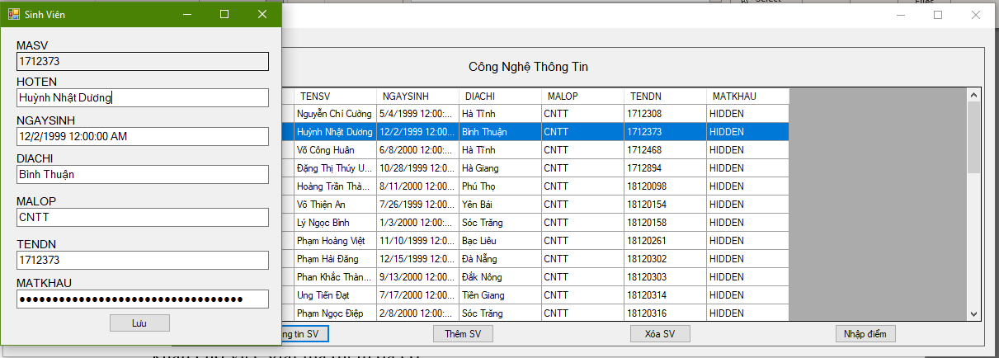 Sinh Viên
Select
Files
MASV
1712373
HOTEN
Huỳnh Nhật Dương
NGAYSINH
12/2/1999 12:00:00 AM
DIACHI
Bình Thuận
MALOP
CNTT
TENDN
1712373
MATKHAU
●●●●●●●●●●●●●●●●●●●●●●●●●●●●●●●●●●
Lưu
Công Nghệ Thông Tin
TENSV NGAYSINH DIACHI MALOP TENDN MATKHAU
Nguyễn Chí Cường 5/4/1999 12:00:... Hà Tĩnh CNTT 1712308 HIDDEN
Huỳnh Nhật Dương 12/2/1999 12:00:... Bình Thuận CNTT 1712373 HIDDEN
Võ Công Huân 6/8/2000 12:00:... Hà Tĩnh CNTT 1712468 HIDDEN
Đặng Thị Thúy U... 10/28/1999 12:00... Hà Giang CNTT 1712894 HIDDEN
Hoàng Trần Thà... 8/11/2000 12:00... Phú Thọ CNTT 18120098 HIDDEN
Võ Thiện An 7/26/1999 12:00... Yên Bái CNTT 18120154 HIDDEN
Lý Ngọc Bình 1/3/2000 12:00:... Sóc Trăng CNTT 18120158 HIDDEN
Phạm Hoàng Việt 11/10/1999 12:0... Bạc Liêu CNTT 18120261 HIDDEN
Phạm Hải Đăng 12/15/1999 12:0... Đà Nẵng CNTT 18120302 HIDDEN
Phan Khắc Thàn... 9/13/2000 12:00... Đắk Nông CNTT 18120303 HIDDEN
Ung Tiến Đạt 7/17/2000 12:00... Tiền Giang CNTT 18120314 HIDDEN
Phạm Ngọc Điệp 2/8/2000 12:00:... Sóc Trăng CNTT 18120316 HIDDEN
ng tin SV Thêm SV Xóa SV Nhập điểm